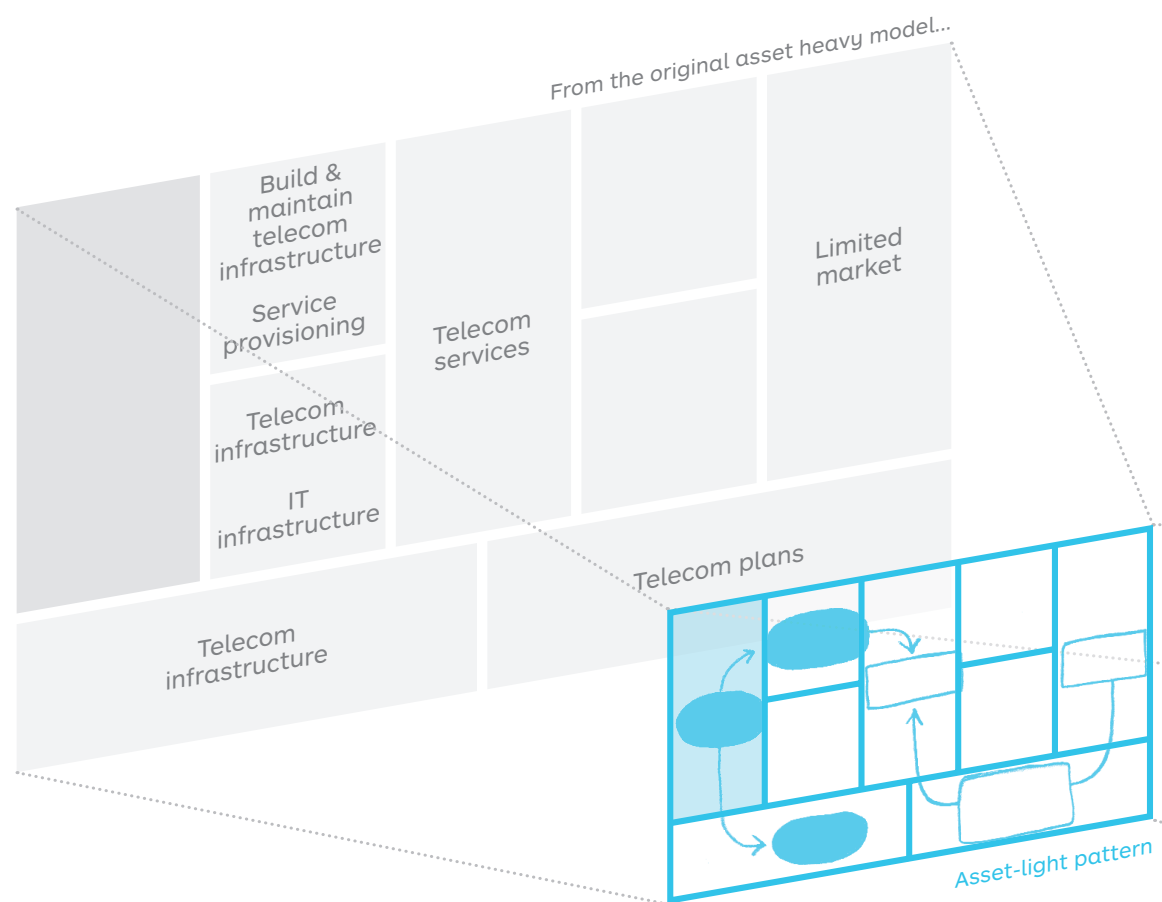 From the original asset heavy model...
Build &
maintain
telecom
infrastructure
Service
provisioning
Telecom
infrastructure
IT
infrastructure
Telecom
services
Limited
market
Telecom
infrastructure
Telecom plans
Asset-light pattern